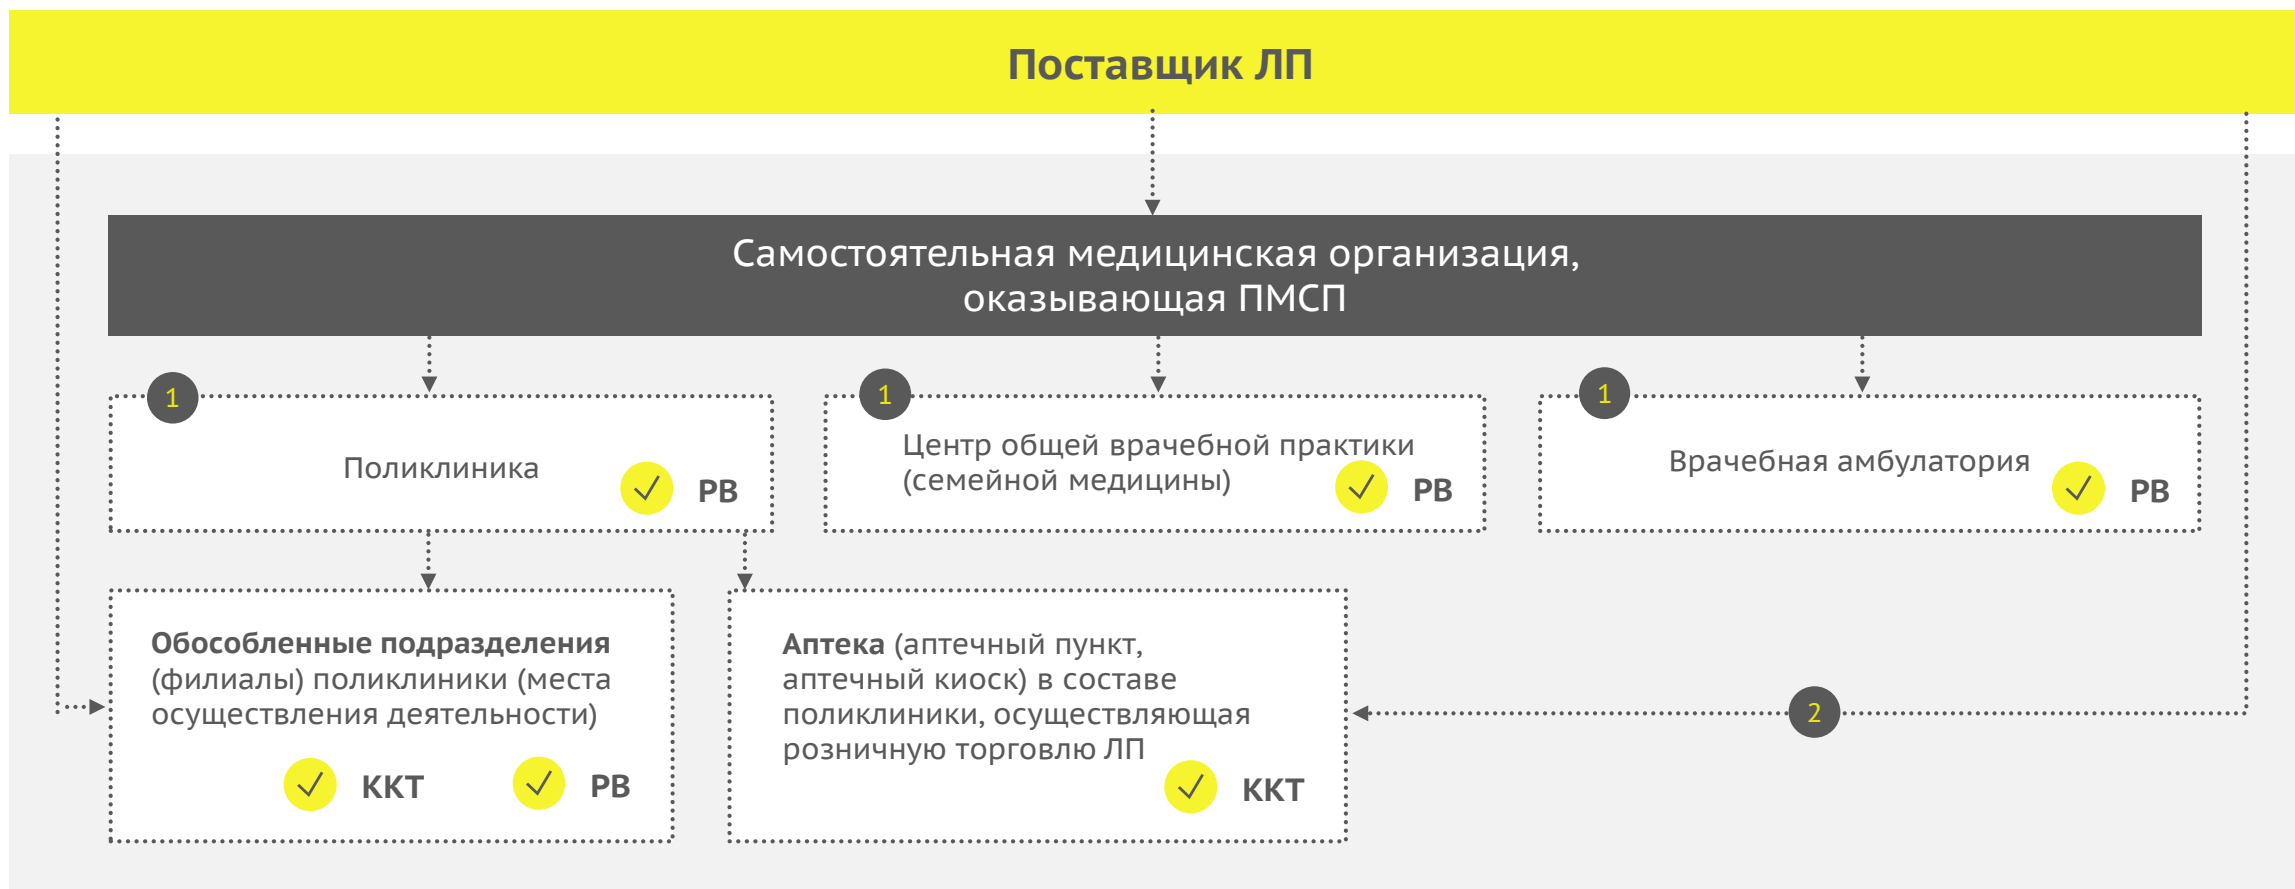 Поставщик ЛП
Самостоятельная медицинская организация,
оказывающая ПМСП
1
Поликлиника
РВ
1
Центр общей врачебной практики
(семейной медицины)
РВ
1
Врачебная амбулатория
РВ
Обособленные подразделения
(филиалы) поликлиники (места
осуществления деятельности)
ККТ
РВ
Аптека (аптечный пункт,
аптечный киоск) в составе
поликлиники, осуществляющая
розничную торговлю ЛП
ККТ
2